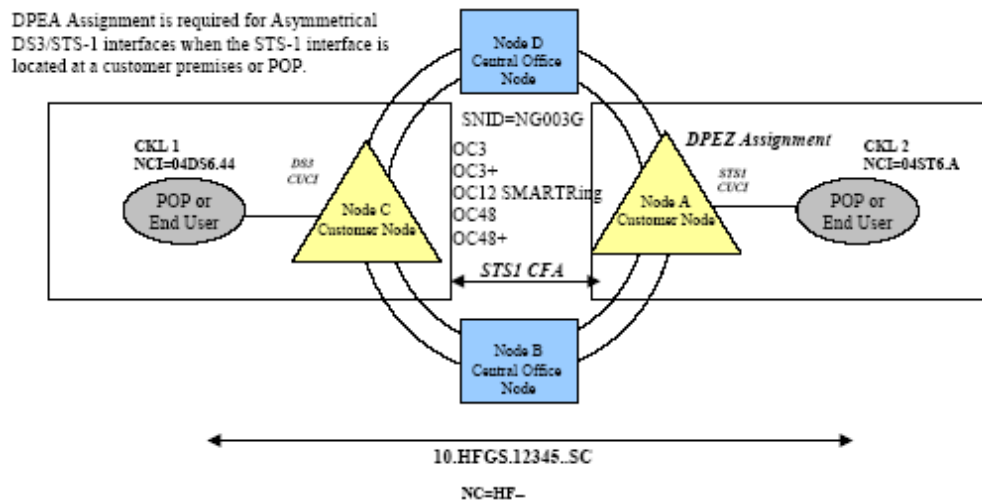 DPEA Assignment is required for Asymmetrical
DS3/STS-1 interfaces when the STS-1 interface is
located at a customer premises or POP.
Node D
Central Office
Node
SNID=NG003G
CKL 1
NCI=04DS6.44
DS3
CUCI
OC3
OC3+
OC12 SMARTRing
OC48
OC48+
DPEZ Assignment
STS1
CUCI
CKL 2
NCI=04ST6.A
POP or
End User
Node C
Customer Node
Node A
Customer Node
POP or
End User
STS1 CFA
Node B
Central Office
Node
10.HFGS.12345..SC
NC=HF--